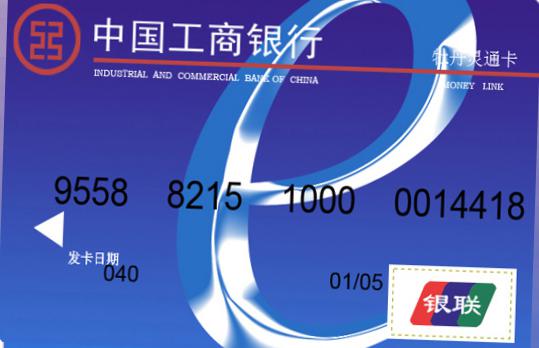 中国工商银行
INDUSTRIAL AND COMMERCIAL BANK OF CHINA
牡丹灵通卡
MONEY LINK
9558 8215 1000 0014418
发卡日期
040
01/05
银联